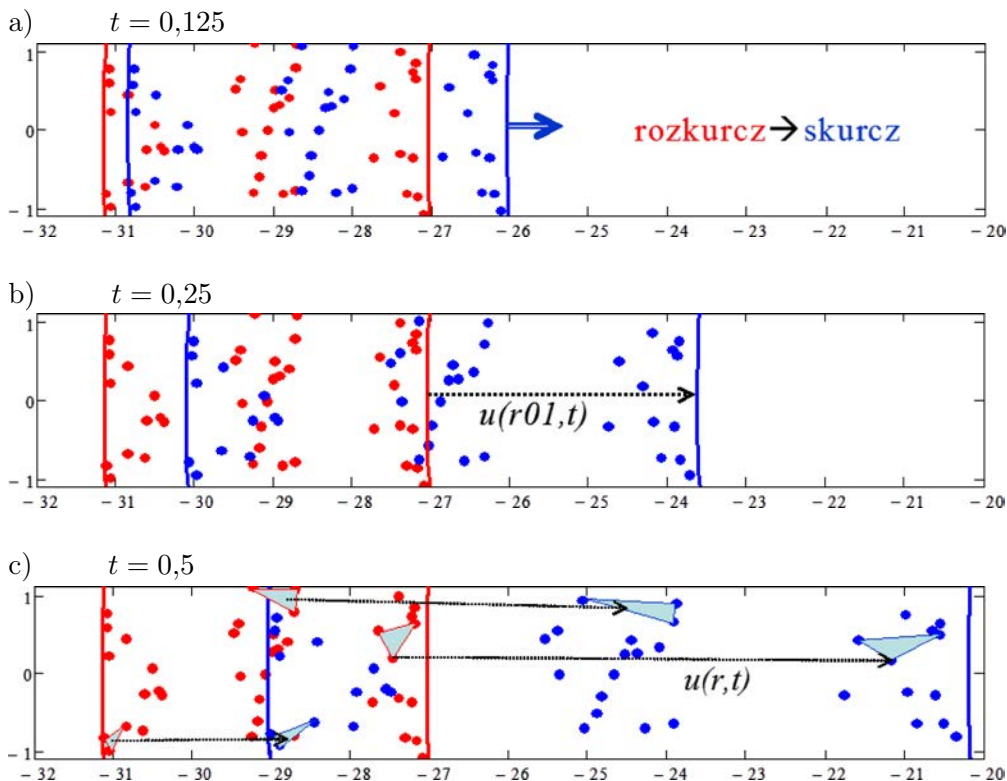 a) t = 0,125
1
0
−1
rozkurcz→skurcz
−32 −31 −30 −29 −28 −27 −26 −25 −24 −23 −22 −21 −20
b) t = 0,25
1
0
−1
u(r01,t)
−32 −31 −30 −29 −28 −27 −26 −25 −24 −23 −22 −21 −20
c) t = 0,5
1
0
−1
u(r,t)
−32 −31 −30 −29 −28 −27 −26 −25 −24 −23 −22 −21 −20